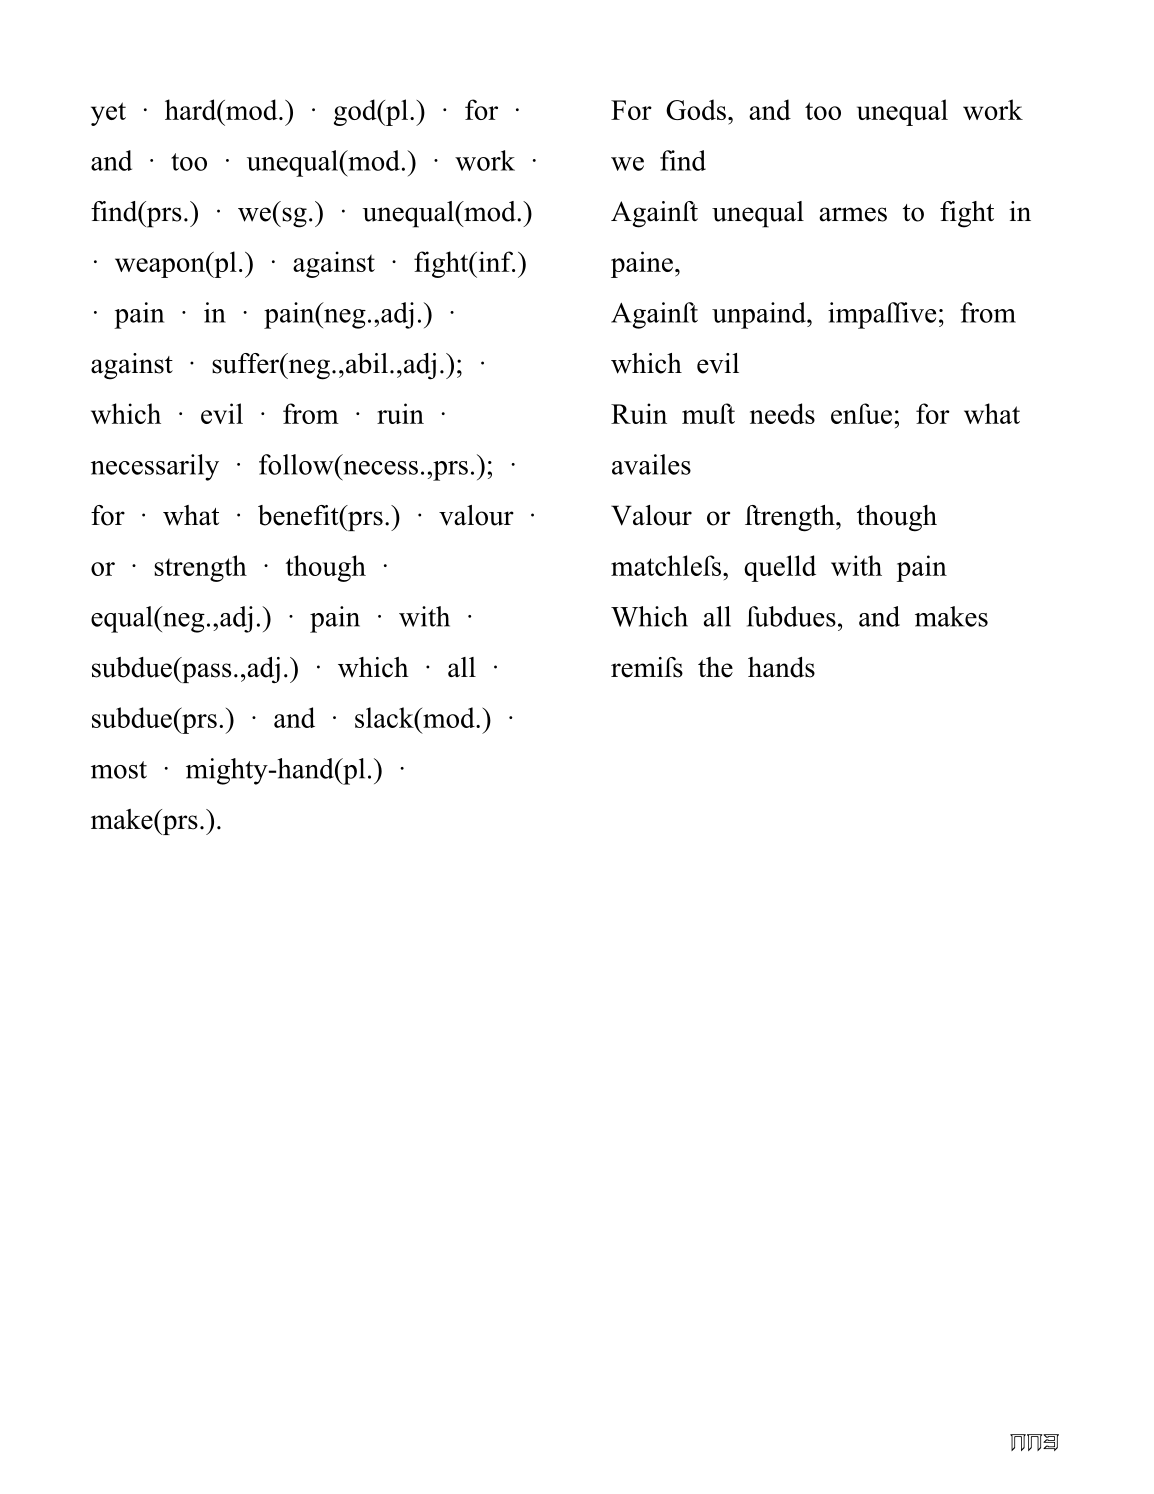 yet · hard(mod.) · god(pl.) · for ·
and · too · unequal(mod.) · work ·
find(prs.) · we(sg.) · unequal(mod.)
· weapon(pl.) · against · fight(inf.)
· pain · in · pain(neg.,adj.) ·
against · suffer(neg.,abil.,adj.); ·
which · evil · from · ruin ·
necessarily · follow(necess.,prs.); ·
for · what · benefit(prs.) · valour ·
or · strength · though ·
equal(neg.,adj.) · pain · with ·
subdue(pass.,adj.) · which · all ·
subdue(prs.) · and · slack(mod.) ·
most · mighty-hand(pl.) ·
make(prs.).
For Gods, and too unequal work
we find
Againſt unequal armes to fight in
paine,
Againſt unpaind, impaſſive; from
which evil
Ruin muſt needs enſue; for what
availes
Valour or ſtrength, though
matchleſs, quelld with pain
Which all ſubdues, and makes
remiſs the hands